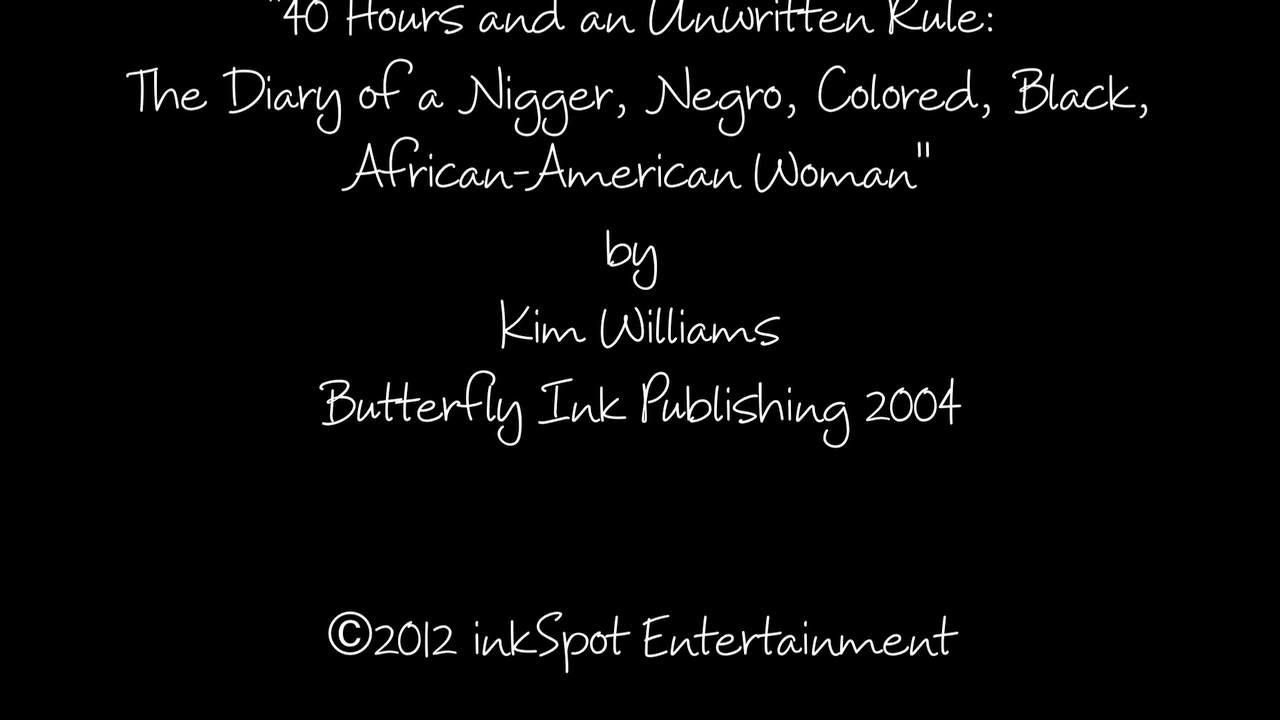 "40 Hours and an Unwritten Rule:
The Diary of a Nigger, Negro, Colored, Black,
African-American Woman"
by
Kim Williams
Butterfly Ink Publishing 2004
©2012 inkSpot Entertainment